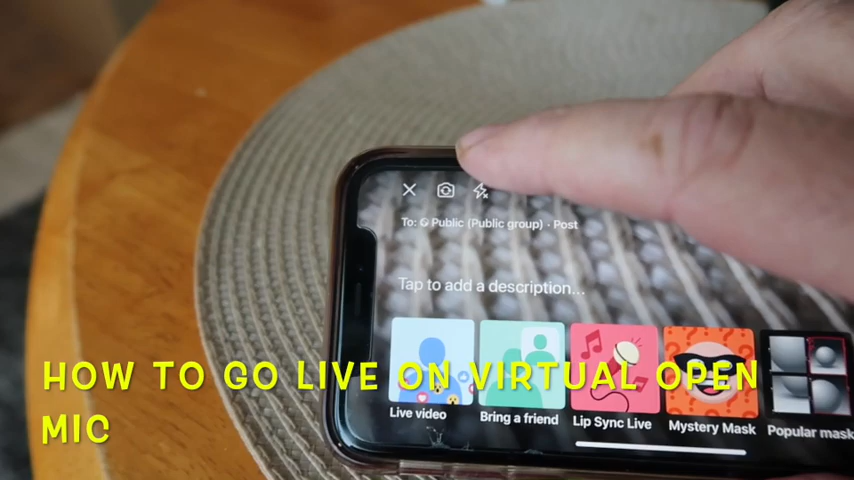 To: Public (Public group) · Post
Tap to add a description...
Live video
Bring a friend
Lip Sync Live
Mystery Mask
Popular mask
HOW TO GO LIVE ON VIRTUAL OPEN
MIC